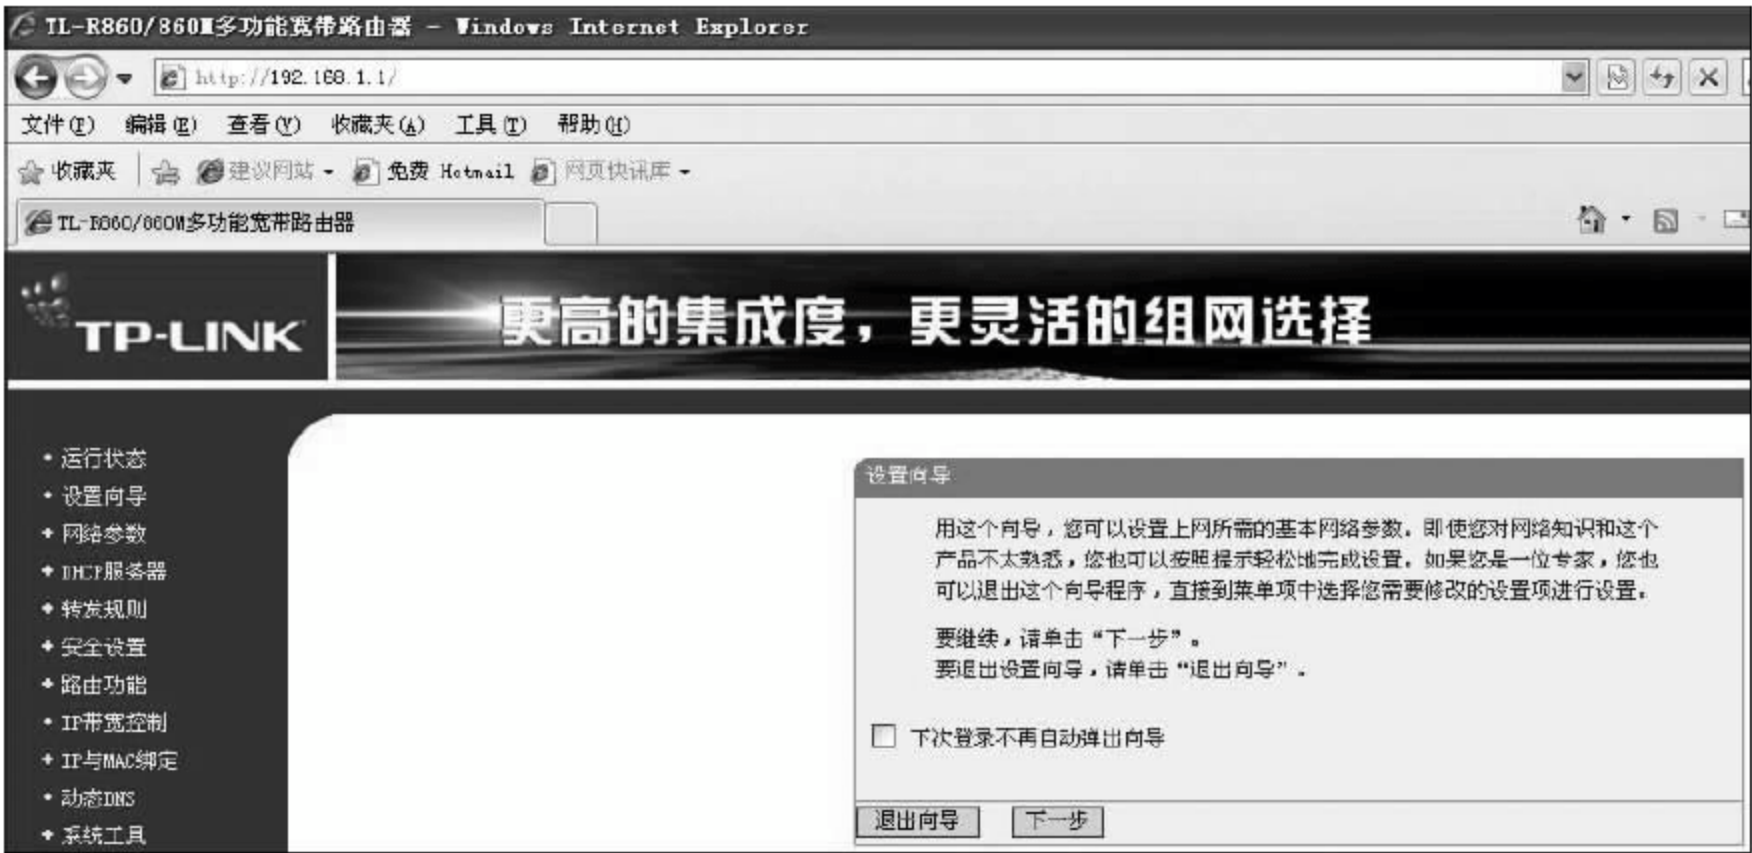 TL-R860/860M多功能宽带路由器 - Windows Internet Explorer
http://192.168.1.1/
文件(F) 编辑(E) 查看(V) 收藏夹(A) 工具(T) 帮助(H)
收藏夹 建议网站 免费 Hotmail 网页快讯库
TL-R860/860M多功能宽带路由器
TP-LINK
更高的集成度，更灵活的组网选择
• 运行状态
• 设置向导
+ 网络参数
+ DHCP服务器
+ 转发规则
+ 安全设置
+ 路由功能
• IP带宽控制
+ IP与MAC绑定
• 动态DNS
+ 系统工具
设置向导
用这个向导，您可以设置上网所需的基本网络参数。即使您对网络知识和这个
产品不太熟悉，您也可以按照提示轻松地完成设置。如果您是一位专家，您也
可以退出这个向导程序，直接到菜单项中选择您需要修改的设置项进行设置。
要继续，请单击“下一步”。
要退出设置向导，请单击“退出向导”。
下次登录不再自动弹出向导
退出向导 下一步